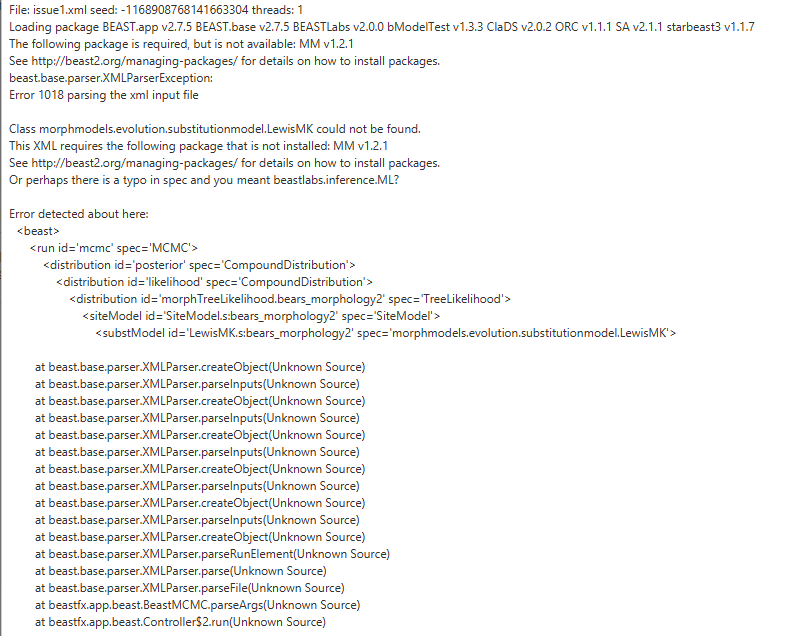 File: issue1.xml seed: -1168908768141663304 threads: 1
Loading package BEAST.app v2.7.5 BEAST.base v2.7.5 BEASTLabs v2.0.0 bModelTest v1.3.3 ClaDS v2.0.2 ORC v1.1.1 SA v2.1.1 starbeast3 v1.1.7
The following package is required, but is not available: MM v1.2.1
See http://beast2.org/managing-packages/ for details on how to install packages.
beast.base.parser.XMLParserException:
Error 1018 parsing the xml input file

Class morphmodels.evolution.substitutionmodel.LewisMK could not be found.
This XML requires the following package that is not installed: MM v1.2.1
See http://beast2.org/managing-packages/ for details on how to install packages.
Or perhaps there is a typo in spec and you meant beastlabs.inference.ML?

Error detected about here:
<beast>
<run id='mcmc' spec='MCMC'>
<distribution id='posterior' spec='CompoundDistribution'>
<distribution id='likelihood' spec='CompoundDistribution'>
<distribution id='morphTreeLikelihood.bears_morphology2' spec='TreeLikelihood'>
<siteModel id='SiteModel.s:bears_morphology2' spec='SiteModel'>
<substModel id='LewisMK.s:bears_morphology2' spec='morphmodels.evolution.substitutionmodel.LewisMK'>

at beast.base.parser.XMLParser.createObject(Unknown Source)
at beast.base.parser.XMLParser.parseInputs(Unknown Source)
at beast.base.parser.XMLParser.createObject(Unknown Source)
at beast.base.parser.XMLParser.parseInputs(Unknown Source)
at beast.base.parser.XMLParser.createObject(Unknown Source)
at beast.base.parser.XMLParser.parseInputs(Unknown Source)
at beast.base.parser.XMLParser.createObject(Unknown Source)
at beast.base.parser.XMLParser.parseInputs(Unknown Source)
at beast.base.parser.XMLParser.createObject(Unknown Source)
at beast.base.parser.XMLParser.parseInputs(Unknown Source)
at beast.base.parser.XMLParser.createObject(Unknown Source)
at beast.base.parser.XMLParser.parseRunElement(Unknown Source)
at beast.base.parser.XMLParser.parse(Unknown Source)
at beast.base.parser.XMLParser.parseFile(Unknown Source)
at beastfx.app.beast.BeastMCMC.parseArgs(Unknown Source)
at beastfx.app.beast.Controller$2.run(Unknown Source)